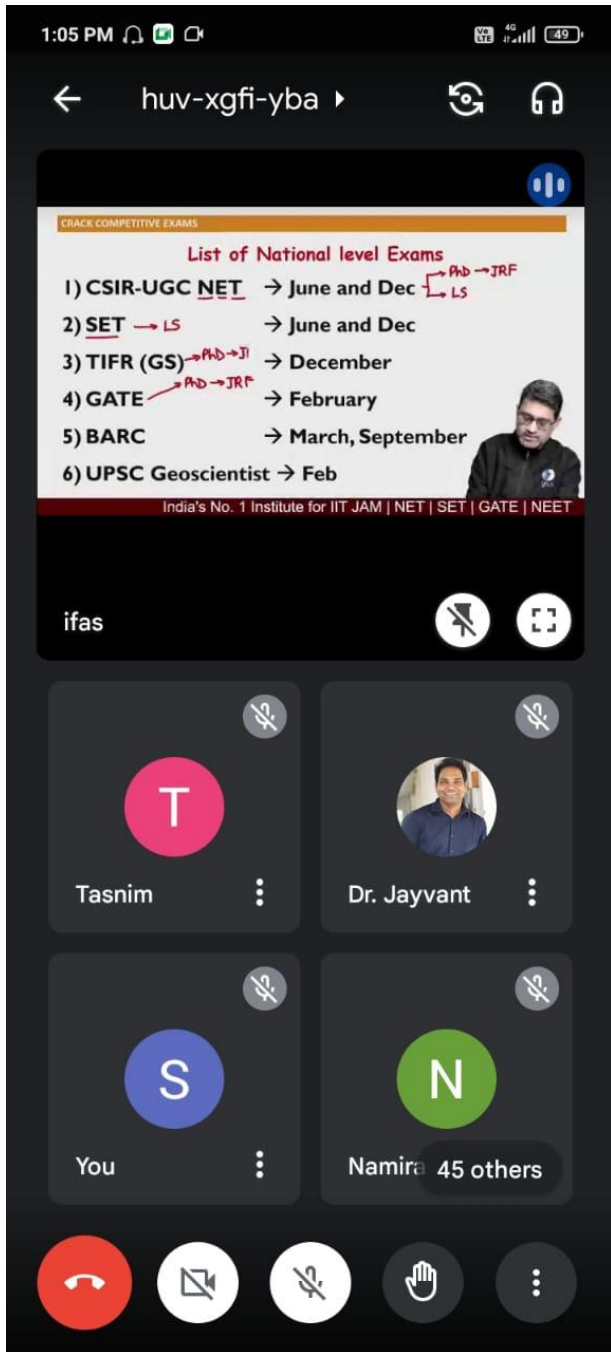 1:05 PM Vo LTE 4G 49
huv-xgfi-yba
CRACK COMPETITIVE EXAMS
List of National level Exams
1) CSIR-UGC NET → June and Dec → PhD → JRF
→ LS
2) SET → LS → June and Dec
3) TIFR (GS) → PhD → → December
4) GATE → PhD → JRF → February
5) BARC → March, September
6) UPSC Geoscientist → Feb
India's No. 1 Institute for IIT JAM | NET | SET | GATE | NEET
ifas
T
Tasnim Dr. Jayvant
S N
You Namira 45 others